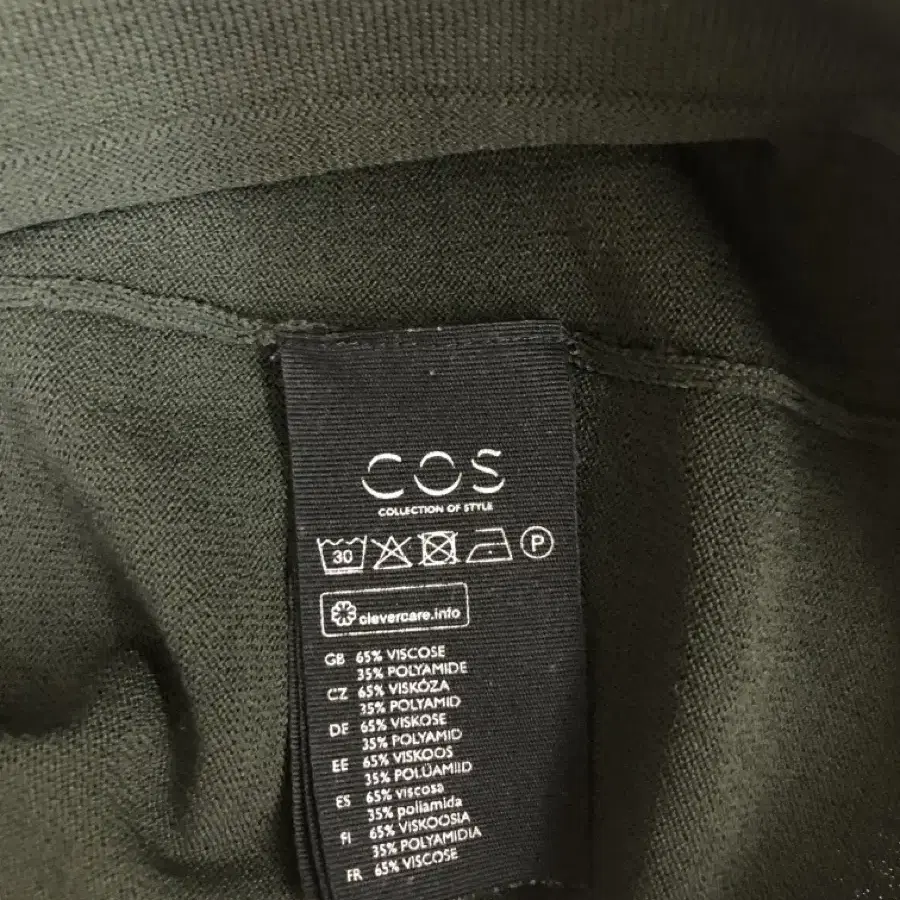 COS
COLLECTION OF STYLE
30 P
clevercare.info
GB 65% VISCOSE
35% POLYAMIDE
CZ 65% VISKÓZA
35% POLYAMID
DE 65% VISKOSE
35% POLYAMID
EE 65% VISKOOS
35% POLÜAMIID
ES 65% viscosa
35% poliamida
FI 65% VISKOOSIA
35% POLYAMIDIA
FR 65% VISCOSE